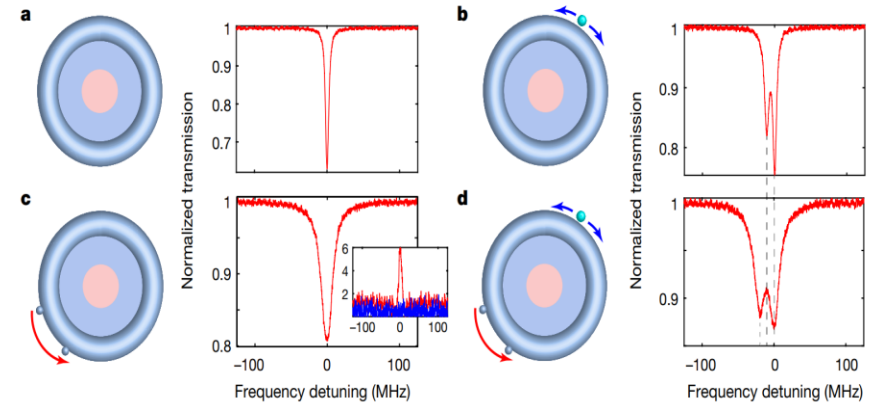 a
1
0.9
0.8
0.7
b
1
0.9
0.8
Normalized transmission
Normalized transmission
c
1
0.9
0.8
6
4
2
−100 0 100
−100 0 100
Frequency detuning (MHz)
d
1
0.9
−100 0 100
Frequency detuning (MHz)